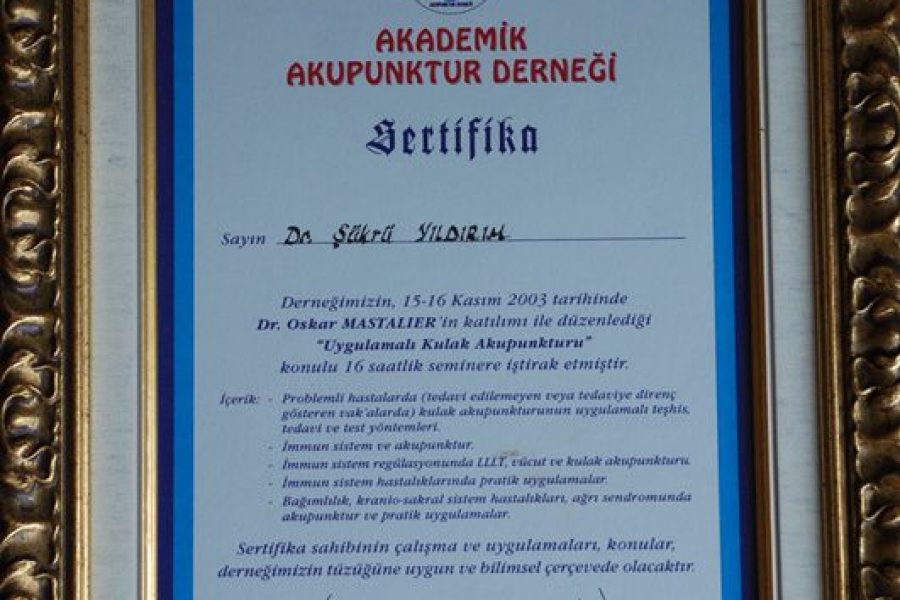 AKADEMİK
AKUPUNKTUR DERNEĞİ
Sertifika
Sayın Dr. Şükrü YILDIRIM
Derneğimizin, 15-16 Kasım 2003 tarihinde
Dr. Oskar MASTALIER'in katılımı ile düzenlediği
"Uygulamalı Kulak Akupunkturu"
konulu 16 saatlik seminere iştirak etmiştir.
İçerik: - Problemli hastalarda (tedavi edilemeyen veya tedaviye direnç
gösteren vak'alarda) kulak akupunkturunun uygulamalı teşhis,
tedavi ve test yöntemleri.
- İmmun sistem ve akupunktur.
- İmmun sistem regülasyonunda LLLT, vücut ve kulak akupunkturu.
- İmmun sistem hastalıklarında pratik uygulamalar.
- Bağımlılık, kranio-sakral sistem hastalıkları, ağrı sendromunda
akupunktur ve pratik uygulamalar.
Sertifika sahibinin çalışma ve uygulamaları, konular,
derneğimizin tüzüğüne uygun ve bilimsel çerçevede olacaktır.